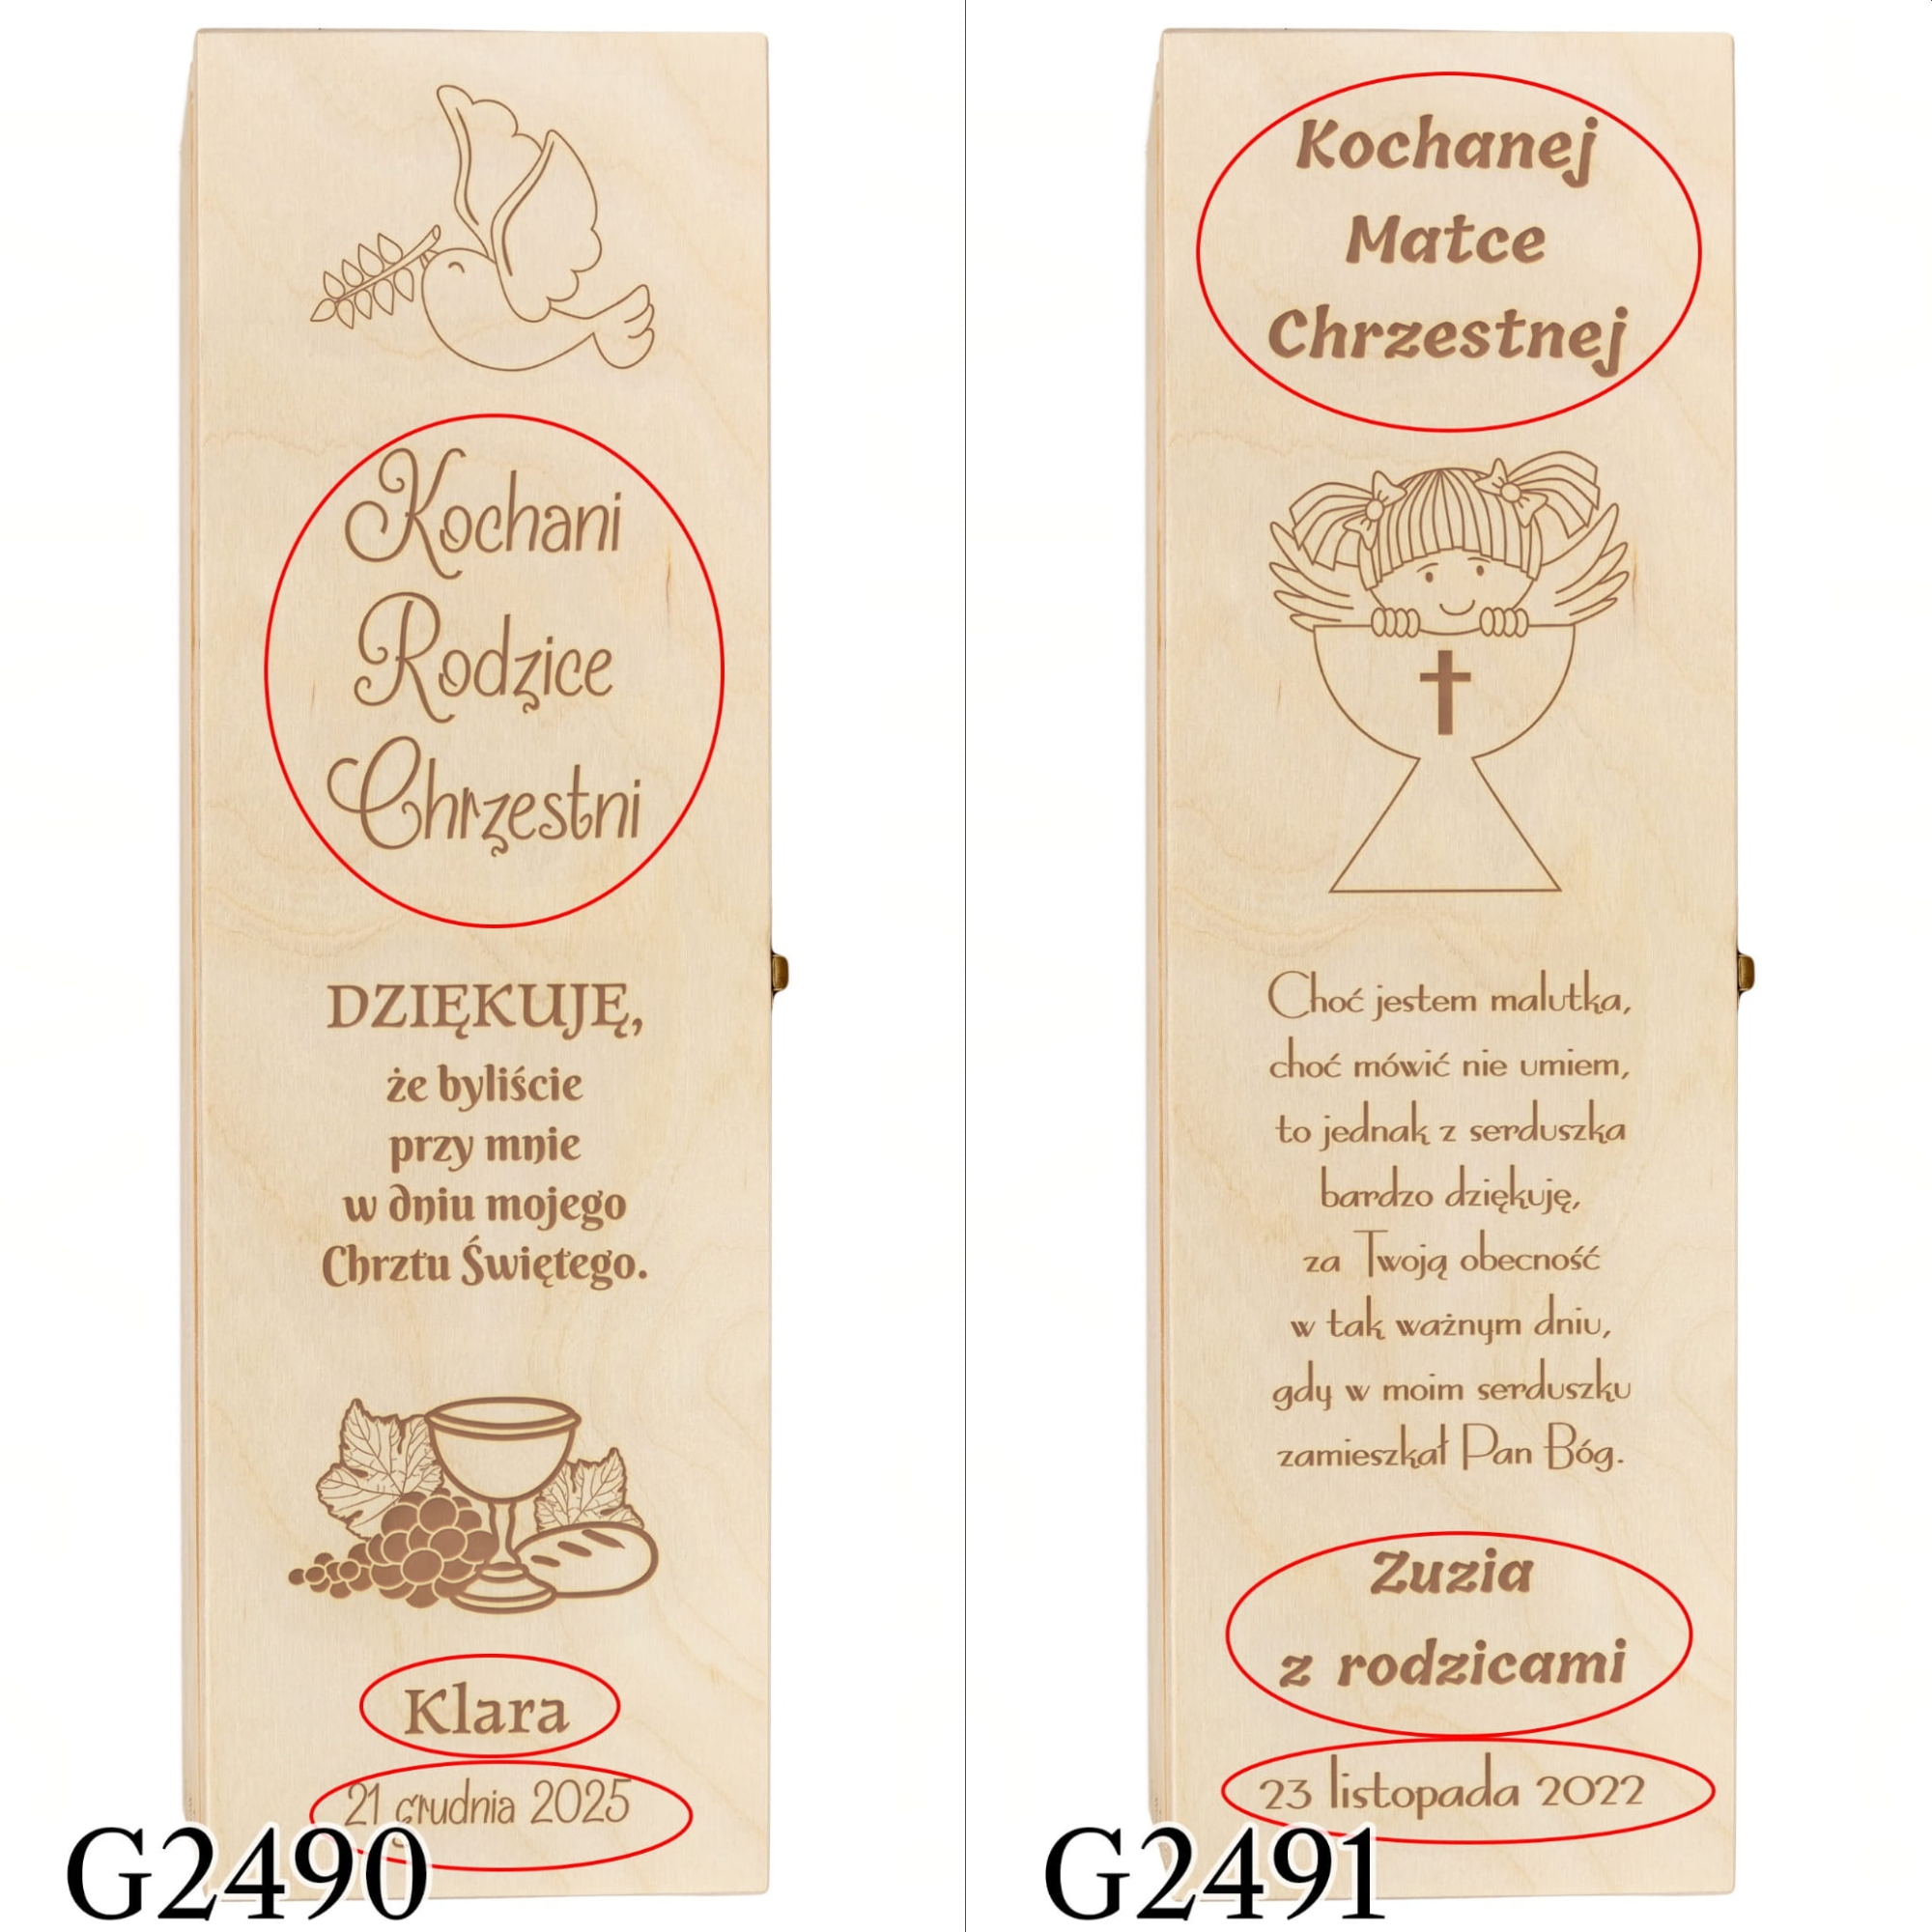 Kochani
Rodzice
Chrzestni
DZIĘKUJĘ,
że byliście
przy mnie
w dniu mojego
Chrztu Świętego.
Klara
21 grudnia 2025
G2490
Kochanej
Matce
Chrzestnej
Choć jestem malutka,
choć mówić nie umiem,
to jednak z serduszka
bardzo dziękuję,
za Twoją obecność
w tak ważnym dniu,
gdy w moim serduszku
zamieszkał Pan Bóg.
Zuzia
z rodzicami
23 listopada 2022
G2491